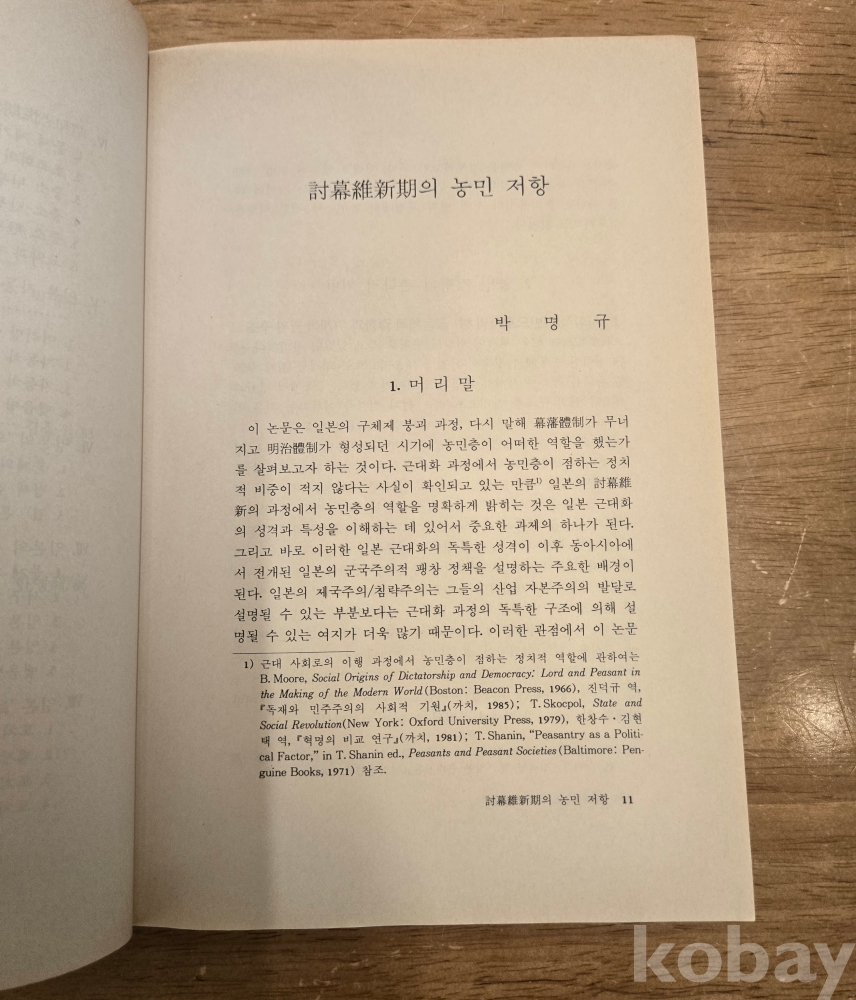 討幕維新期의 농민 저항
박 명 규
1. 머 리 말
이 논문은 일본의 구체제 붕괴 과정, 다시 말해 幕藩體制가 무너
지고 明治體制가 형성되던 시기에 농민층이 어떠한 역할을 했는가
를 살펴보고자 하는 것이다. 근대화 과정에서 농민층이 점하는 정치
적 비중이 적지 않다는 사실이 확인되고 있는 만큼1) 일본의 討幕維
新의 과정에서 농민층의 역할을 명확하게 밝히는 것은 일본 근대화
의 성격과 특성을 이해하는 데 있어서 중요한 과제의 하나가 된다.
그리고 바로 이러한 일본 근대화의 독특한 성격이 이후 동아시아에
서 전개된 일본의 군국주의적 팽창 정책을 설명하는 주요한 배경이
된다. 일본의 제국주의/침략주의는 그들의 산업 자본주의의 발달로
설명될 수 있는 부분보다는 근대화 과정의 독특한 구조에 의해 설
명될 수 있는 여지가 더욱 많기 때문이다. 이러한 관점에서 이 논문
1) 근대 사회로의 이행 과정에서 농민층이 점하는 정치적 역할에 관하여는
B. Moore, Social Origins of Dictatorship and Democracy: Lord and Peasant in
the Making of the Modern World(Boston: Beacon Press, 1966), 진덕규 역,
『독재와 민주주의의 사회적 기원』(까치, 1985); T. Skocpol, State and
Social Revolution(New York: Oxford University Press, 1979), 한창수·김현
택 역, 『혁명의 비교 연구』(까치, 1981); T. Shanin, “Peasantry as a Politi-
cal Factor,” in T. Shanin ed., Peasants and Peasant Societies(Baltimore: Pen-
guine Books, 1971) 참조.
討幕維新期의 농민 저항 11
kobay